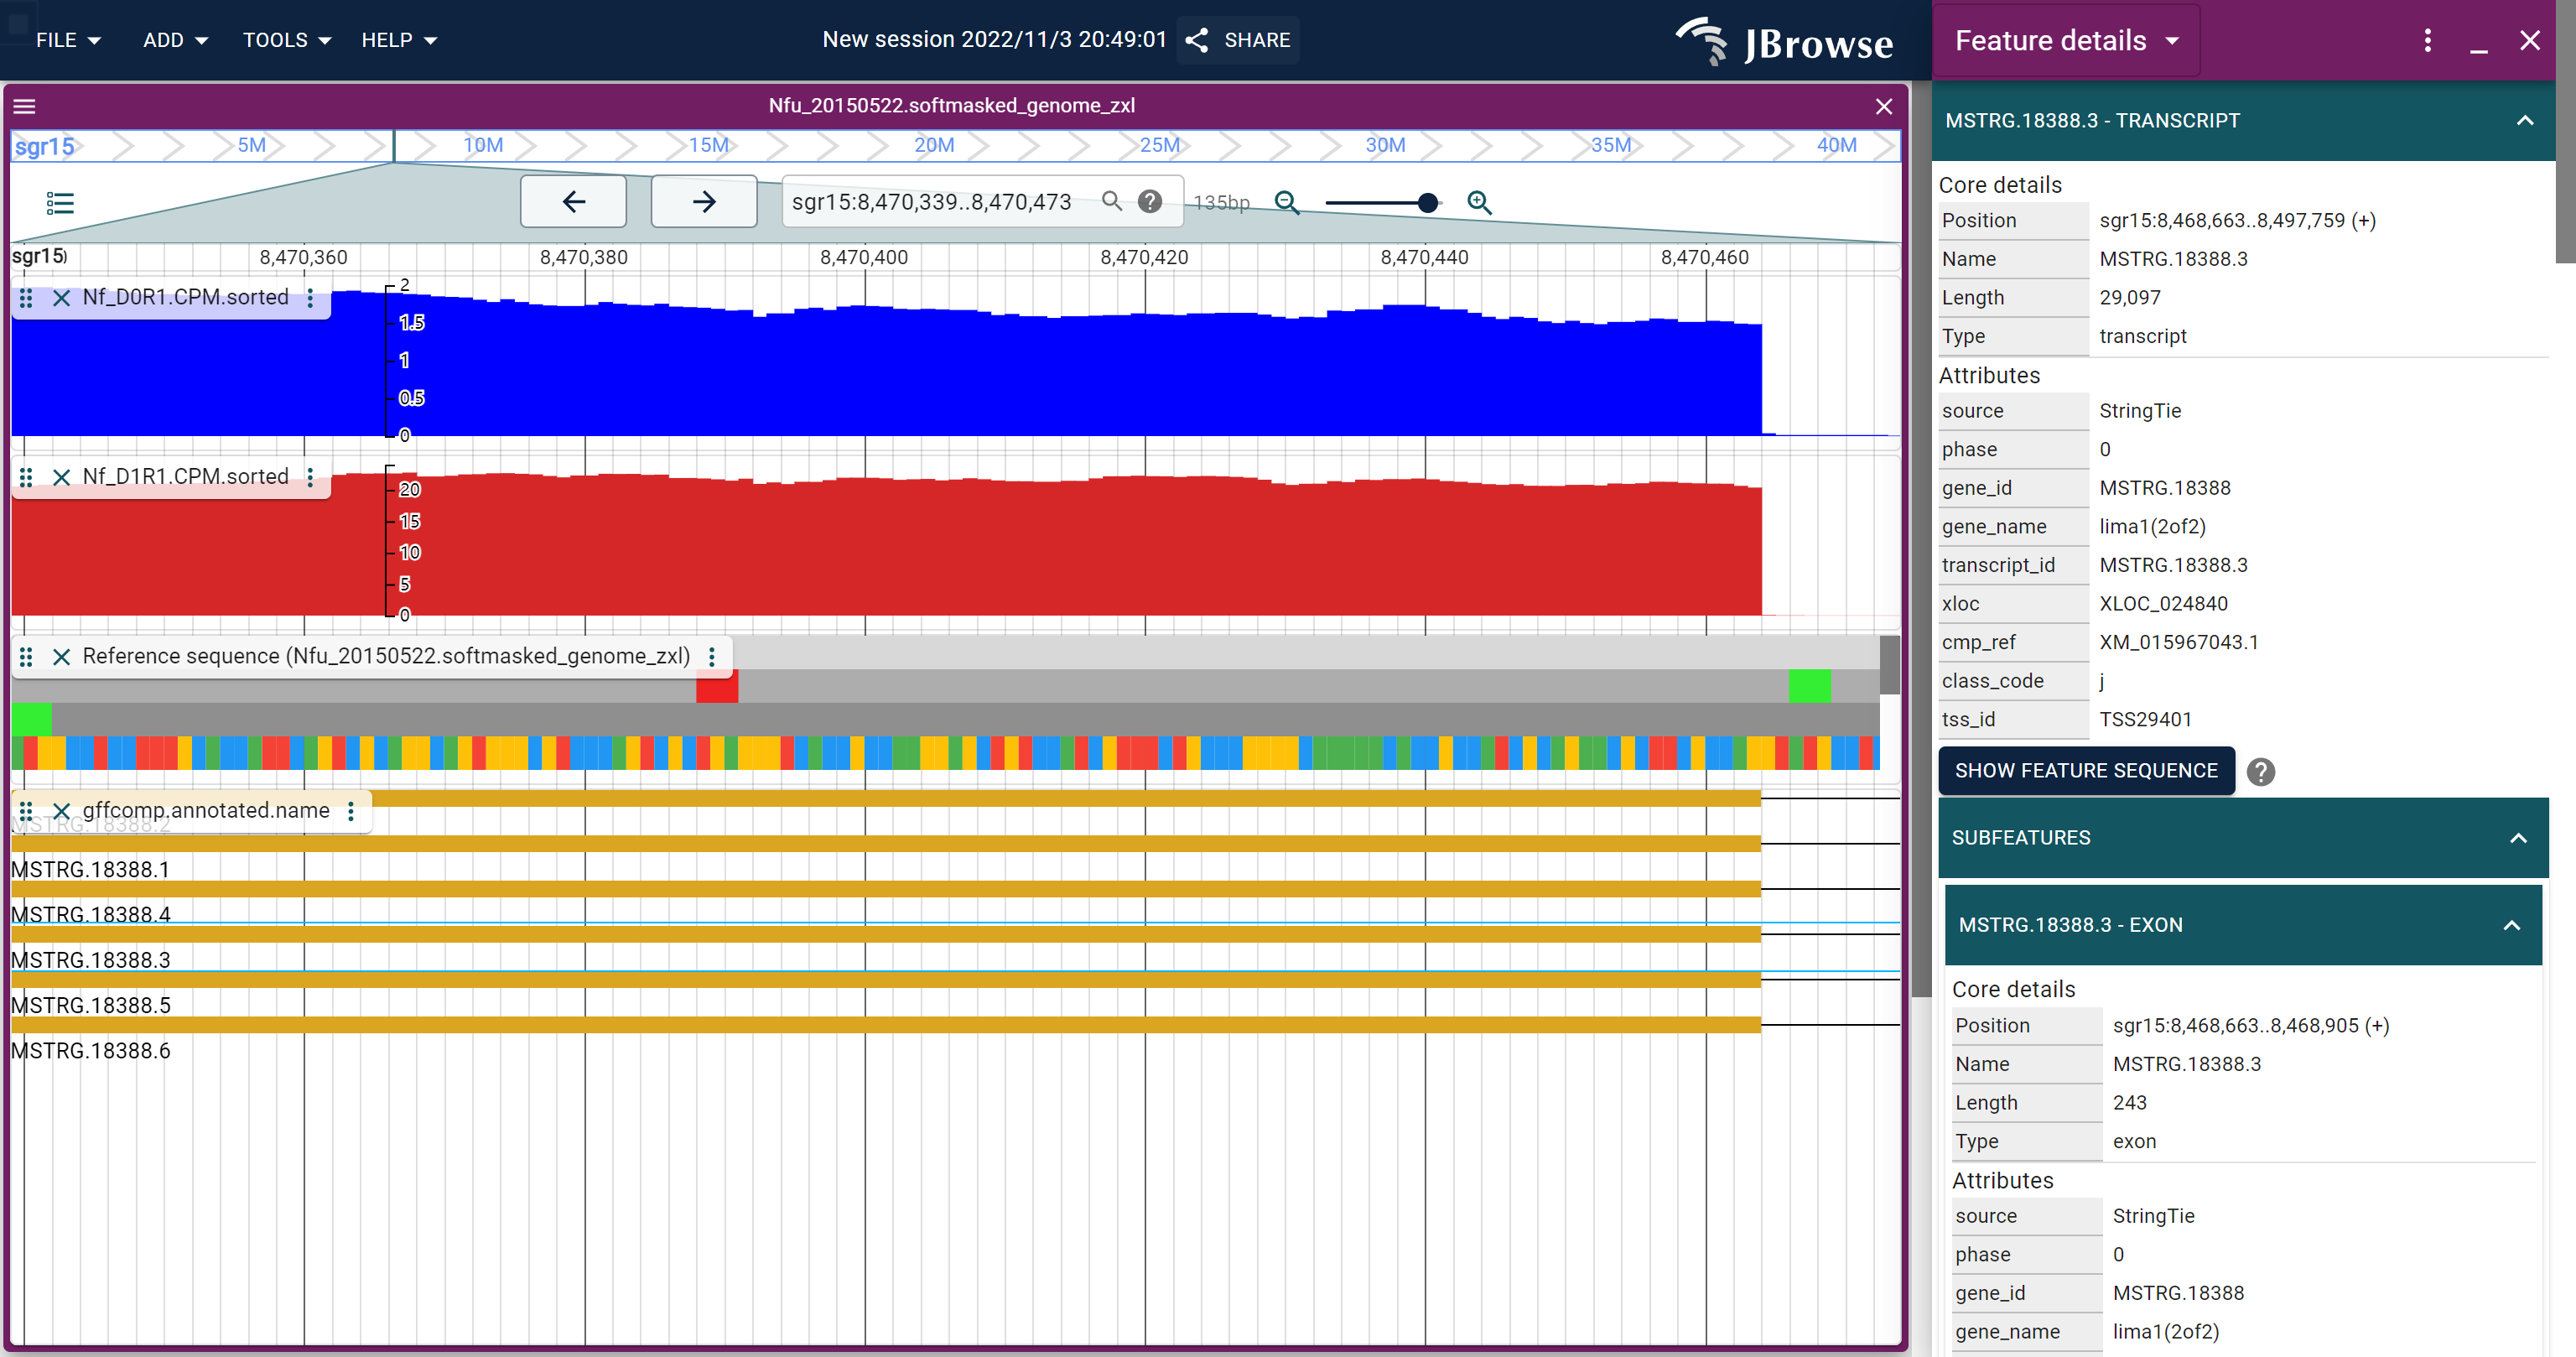 FILE ADD TOOLS HELP New session 2022/11/3 20:49:01 SHARE JBrowse
Nfu_20150522.softmasked_genome_zxl
sgr15 5M 10M 15M 20M 25M 30M 35M 40M
sgr15:8,470,339..8,470,473 135bp
sgr15 8,470,360 8,470,380 8,470,400 8,470,420 8,470,440 8,470,460
Nf_D0R1.CPM.sorted
2
1.5
1
0.5
0
Nf_D1R1.CPM.sorted
20
15
10
5
0
Reference sequence (Nfu_20150522.softmasked_genome_zxl)
gffcomp.annotated.name
MSTRG.18388.2
MSTRG.18388.1
MSTRG.18388.4
MSTRG.18388.3
MSTRG.18388.5
MSTRG.18388.6
Feature details
MSTRG.18388.3 - TRANSCRIPT
Core details
Position sgr15:8,468,663..8,497,759 (+)
Name MSTRG.18388.3
Length 29,097
Type transcript
Attributes
source StringTie
phase 0
gene_id MSTRG.18388
gene_name lima1(2of2)
transcript_id MSTRG.18388.3
xloc XLOC_024840
cmp_ref XM_015967043.1
class_code j
tss_id TSS29401
SHOW FEATURE SEQUENCE ?
SUBFEATURES
MSTRG.18388.3 - EXON
Core details
Position sgr15:8,468,663..8,468,905 (+)
Name MSTRG.18388.3
Length 243
Type exon
Attributes
source StringTie
phase 0
gene_id MSTRG.18388
gene_name lima1(2of2)